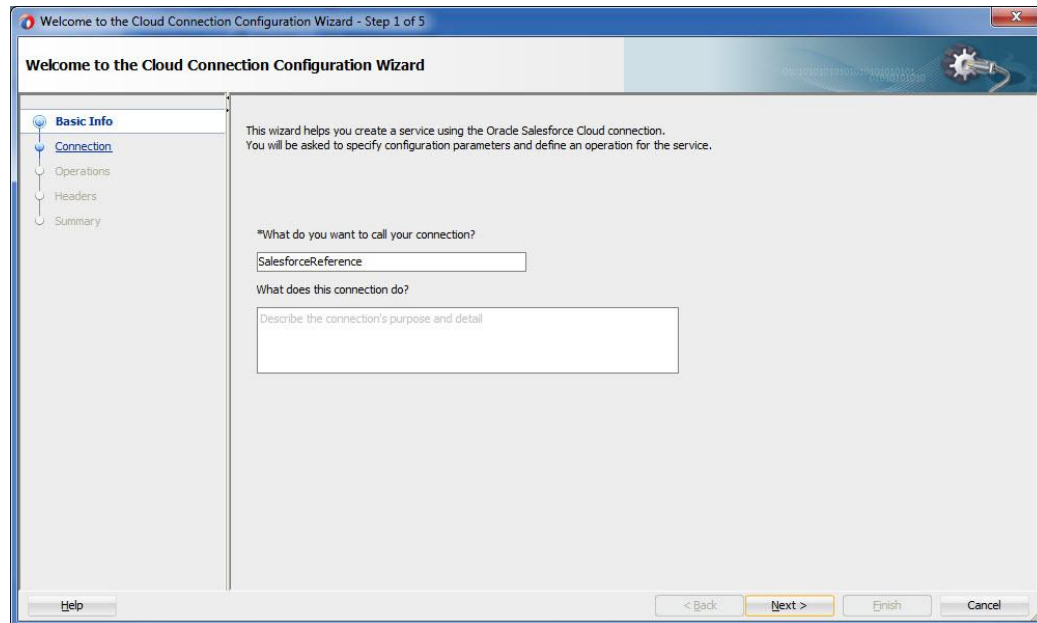 Welcome to the Cloud Connection Configuration Wizard - Step 1 of 5
Welcome to the Cloud Connection Configuration Wizard
Basic Info
Connection
Operations
Headers
Summary
This wizard helps you create a service using the Oracle Salesforce Cloud connection.
You will be asked to specify configuration parameters and define an operation for the service.
*What do you want to call your connection?
SalesforceReference
What does this connection do?
Describe the connection's purpose and detail
Help
< Back
Next >
Finish
Cancel